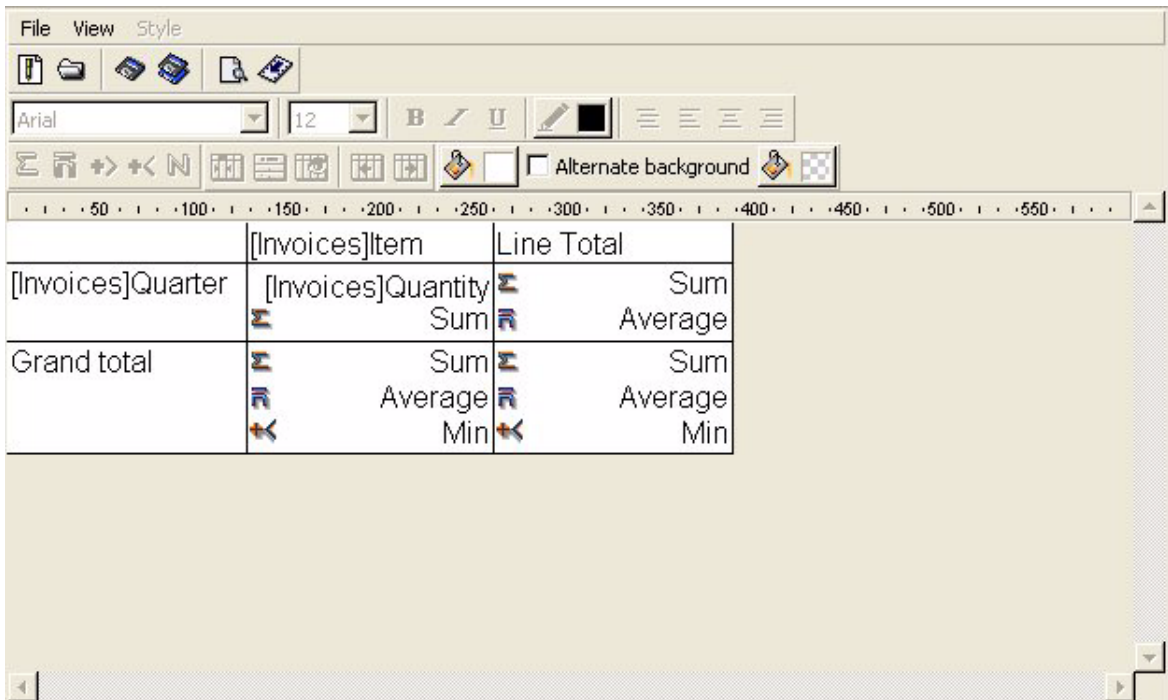 File View Style
Arial 12 B I U
Σ N Alternate background
50 100 150 200 250 300 350 400 450 500 550
[Invoices]Item Line Total
[Invoices]Quarter [Invoices]Quantity Σ Sum
Σ Sum Average
Grand total Σ Sum Σ Sum
Average Average
Min Min